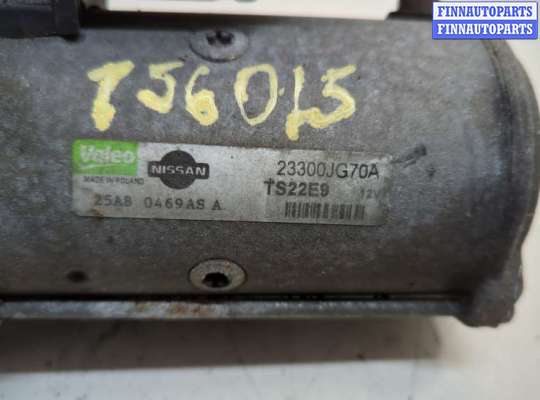 FINNAUTOPARTS
FINNAUTOPARTS
156015
Valeo NISSAN 23300JG70A
MADE IN POLAND TS22E9 12V
25AB 0469AS A